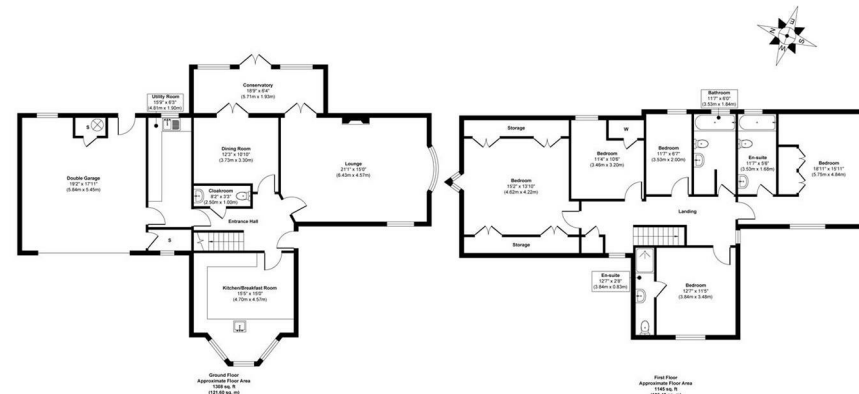 Utility Room
15'9" x 6'3"
(4.81m x 1.90m)
Conservatory
18'9" x 6'4"
(5.71m x 1.93m)
S
Double Garage
19'2" x 17'11"
(5.84m x 5.45m)
Dining Room
12'3" x 10'10"
(3.73m x 3.30m)
Lounge
21'1" x 15'0"
(6.43m x 4.57m)
Cloakroom
8'2" x 3'3"
(2.50m x 1.00m)
Entrance Hall
S
Kitchen/Breakfast Room
15'5" x 15'0"
(4.70m x 4.57m)
Ground Floor
Approximate Floor Area
1309 sq. ft
(121.60 sq. m)
N
E
S
W
Bathroom
11'7" x 6'0"
(3.53m x 1.84m)
Storage
Bedroom
15'2" x 13'10"
(4.62m x 4.22m)
Storage
W
Bedroom
11'4" x 10'6"
(3.46m x 3.20m)
Bedroom
11'7" x 6'7"
(3.53m x 2.00m)
En-suite
11'7" x 5'6"
(3.53m x 1.68m)
Bedroom
18'11" x 15'11"
(5.75m x 4.84m)
Landing
En-suite
12'7" x 2'9"
(3.84m x 0.83m)
Bedroom
12'7" x 11'5"
(3.84m x 3.48m)
First Floor
Approximate Floor Area
1145 sq. ft